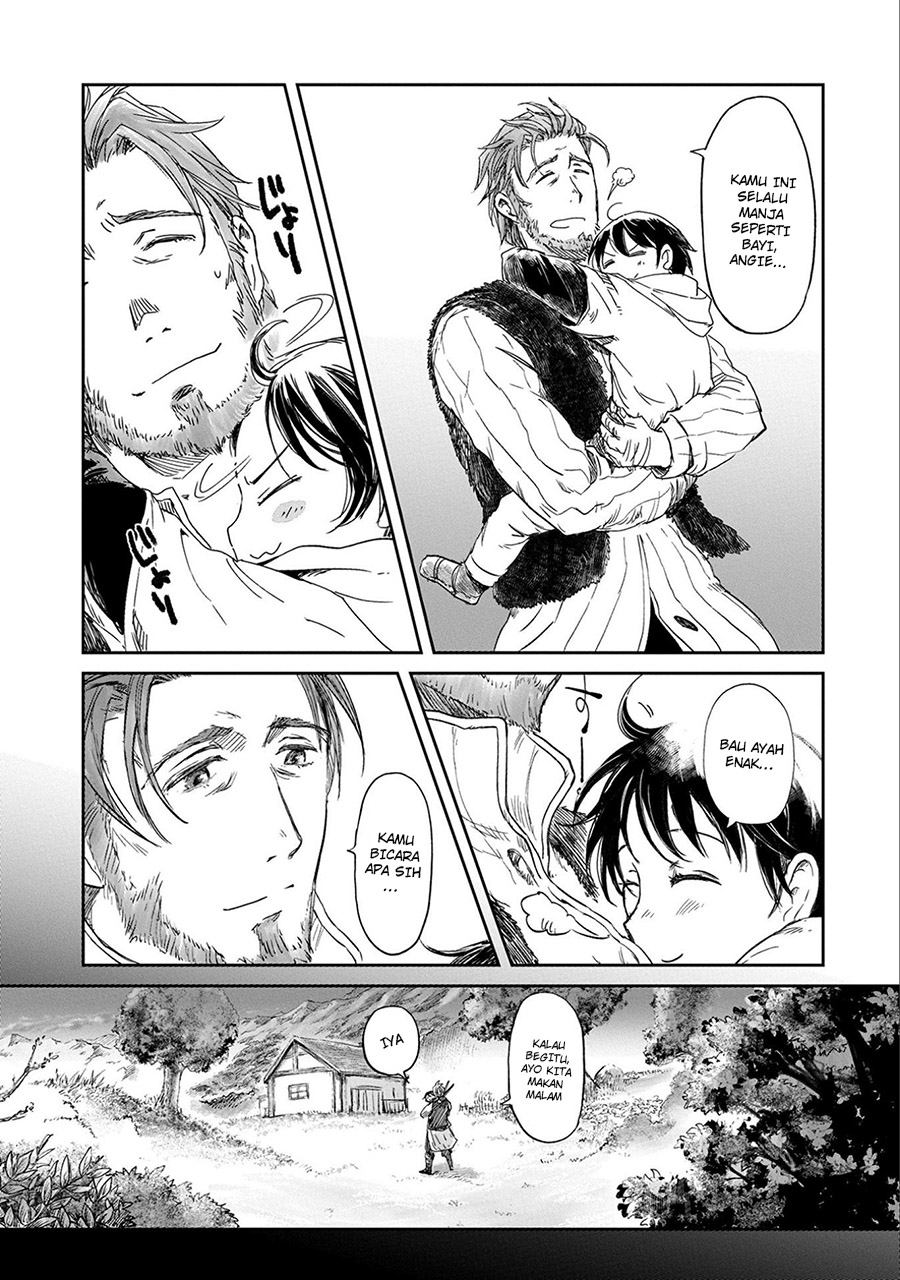 KAMU INI
SELALU
MANJA
SEPERTI
BAYI,
ANGIE...
じょり
じょり
BAU AYAH
ENAK...
KAMU
BICARA
APA SIH
...
KALAU
BEGITU,
AYO KITA
MAKAN
MALAM
IYA